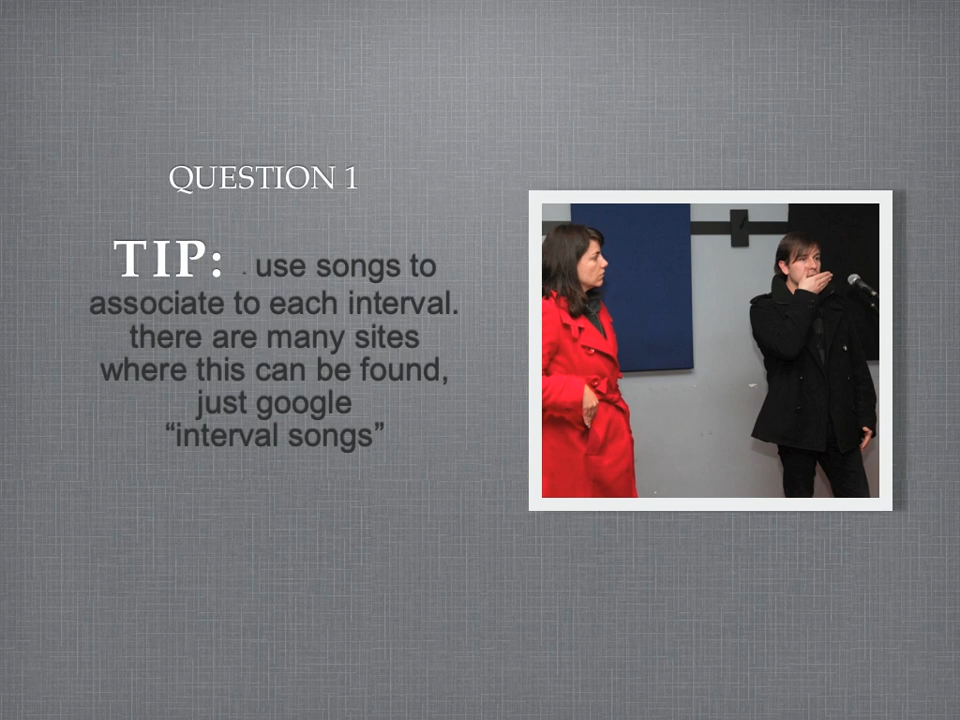 QUESTION 1
TIP: . use songs to
associate to each interval.
there are many sites
where this can be found,
just google
“interval songs”